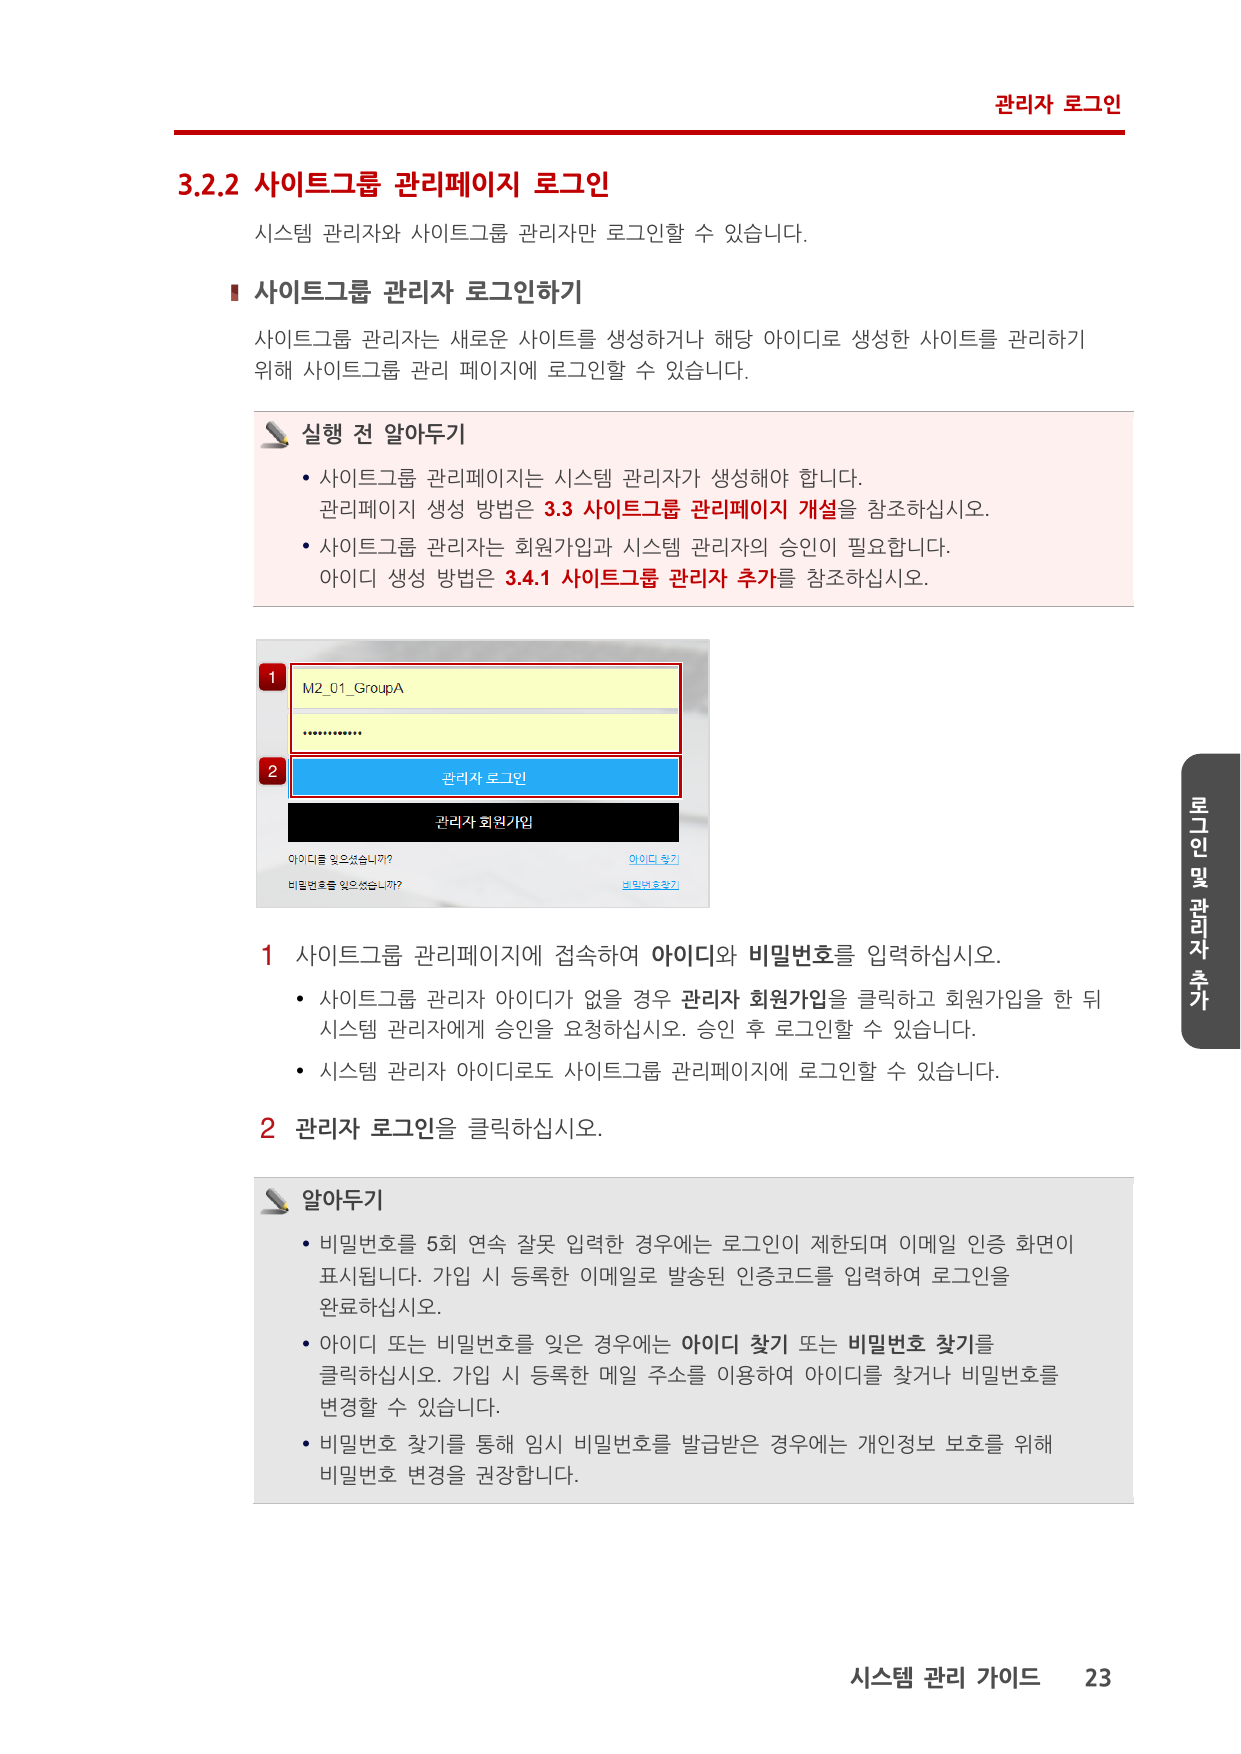 관리자 로그인
3.2.2 사이트그룹 관리페이지 로그인
시스템 관리자와 사이트그룹 관리자만 로그인할 수 있습니다.
사이트그룹 관리자 로그인하기
사이트그룹 관리자는 새로운 사이트를 생성하거나 해당 아이디로 생성한 사이트를 관리하기
위해 사이트그룹 관리 페이지에 로그인할 수 있습니다.
실행 전 알아두기
• 사이트그룹 관리페이지는 시스템 관리자가 생성해야 합니다.
관리페이지 생성 방법은 3.3 사이트그룹 관리페이지 개설을 참조하십시오.
• 사이트그룹 관리자는 회원가입과 시스템 관리자의 승인이 필요합니다.
아이디 생성 방법은 3.4.1 사이트그룹 관리자 추가를 참조하십시오.
1
M2_01_GroupA
••••••••••••
2
관리자 로그인
관리자 회원가입
아이디를 잊으셨습니까? 아이디 찾기
비밀번호를 잊으셨습니까? 비밀번호찾기
1 사이트그룹 관리페이지에 접속하여 아이디와 비밀번호를 입력하십시오.
• 사이트그룹 관리자 아이디가 없을 경우 관리자 회원가입을 클릭하고 회원가입을 한 뒤
시스템 관리자에게 승인을 요청하십시오. 승인 후 로그인할 수 있습니다.
• 시스템 관리자 아이디로도 사이트그룹 관리페이지에 로그인할 수 있습니다.
2 관리자 로그인을 클릭하십시오.
알아두기
• 비밀번호를 5회 연속 잘못 입력한 경우에는 로그인이 제한되며 이메일 인증 화면이
표시됩니다. 가입 시 등록한 이메일로 발송된 인증코드를 입력하여 로그인을
완료하십시오.
• 아이디 또는 비밀번호를 잊은 경우에는 아이디 찾기 또는 비밀번호 찾기를
클릭하십시오. 가입 시 등록한 메일 주소를 이용하여 아이디를 찾거나 비밀번호를
변경할 수 있습니다.
• 비밀번호 찾기를 통해 임시 비밀번호를 발급받은 경우에는 개인정보 보호를 위해
비밀번호 변경을 권장합니다.
로그인 및 관리자 추가
시스템 관리 가이드 23